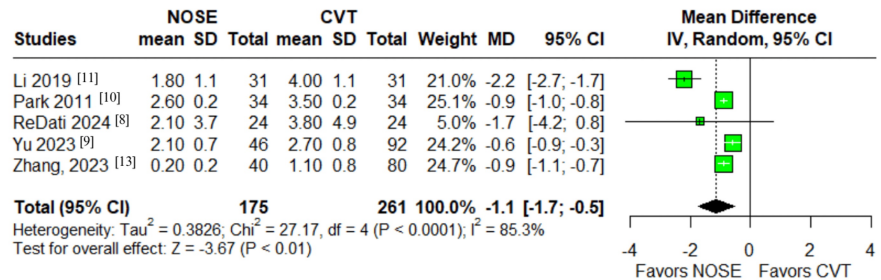 NOSE CVT Mean Difference
Studies mean SD Total mean SD Total Weight MD 95% CI IV, Random, 95% CI
Li 2019 [11] 1.80 1.1 31 4.00 1.1 31 21.0% -2.2 [-2.7; -1.7]
Park 2011 [10] 2.60 0.2 34 3.50 0.2 34 25.1% -0.9 [-1.0; -0.8]
ReDati 2024 [8] 2.10 3.7 24 3.80 4.9 24 5.0% -1.7 [-4.2; 0.8]
Yu 2023 [9] 2.10 0.7 46 2.70 0.8 92 24.2% -0.6 [-0.9; -0.3]
Zhang, 2023 [13] 0.20 0.2 40 1.10 0.8 80 24.7% -0.9 [-1.1; -0.7]
Total (95% CI) 175 261 100.0% -1.1 [-1.7; -0.5]
Heterogeneity: Tau² = 0.3826; Chi² = 27.17, df = 4 (P < 0.0001); I² = 85.3%
Test for overall effect: Z = -3.67 (P < 0.01)
-4 -2 0 2 4
Favors NOSE Favors CVT